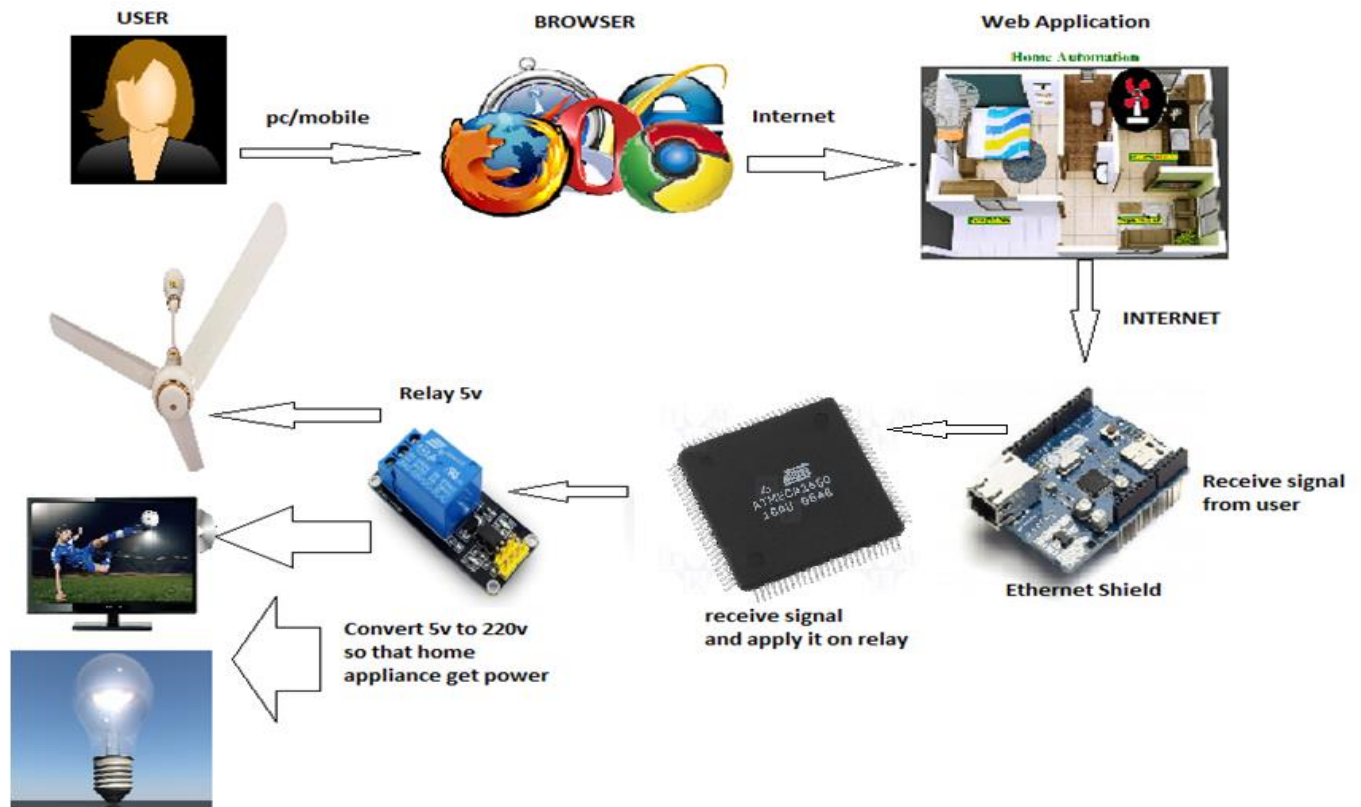 USER
BROWSER
Web Application
Home Automation
pc/mobile
Internet
INTERNET
Relay 5v
Receive signal
from user
Ethernet Shield
receive signal
and apply it on relay
Convert 5v to 220v
so that home
appliance get power